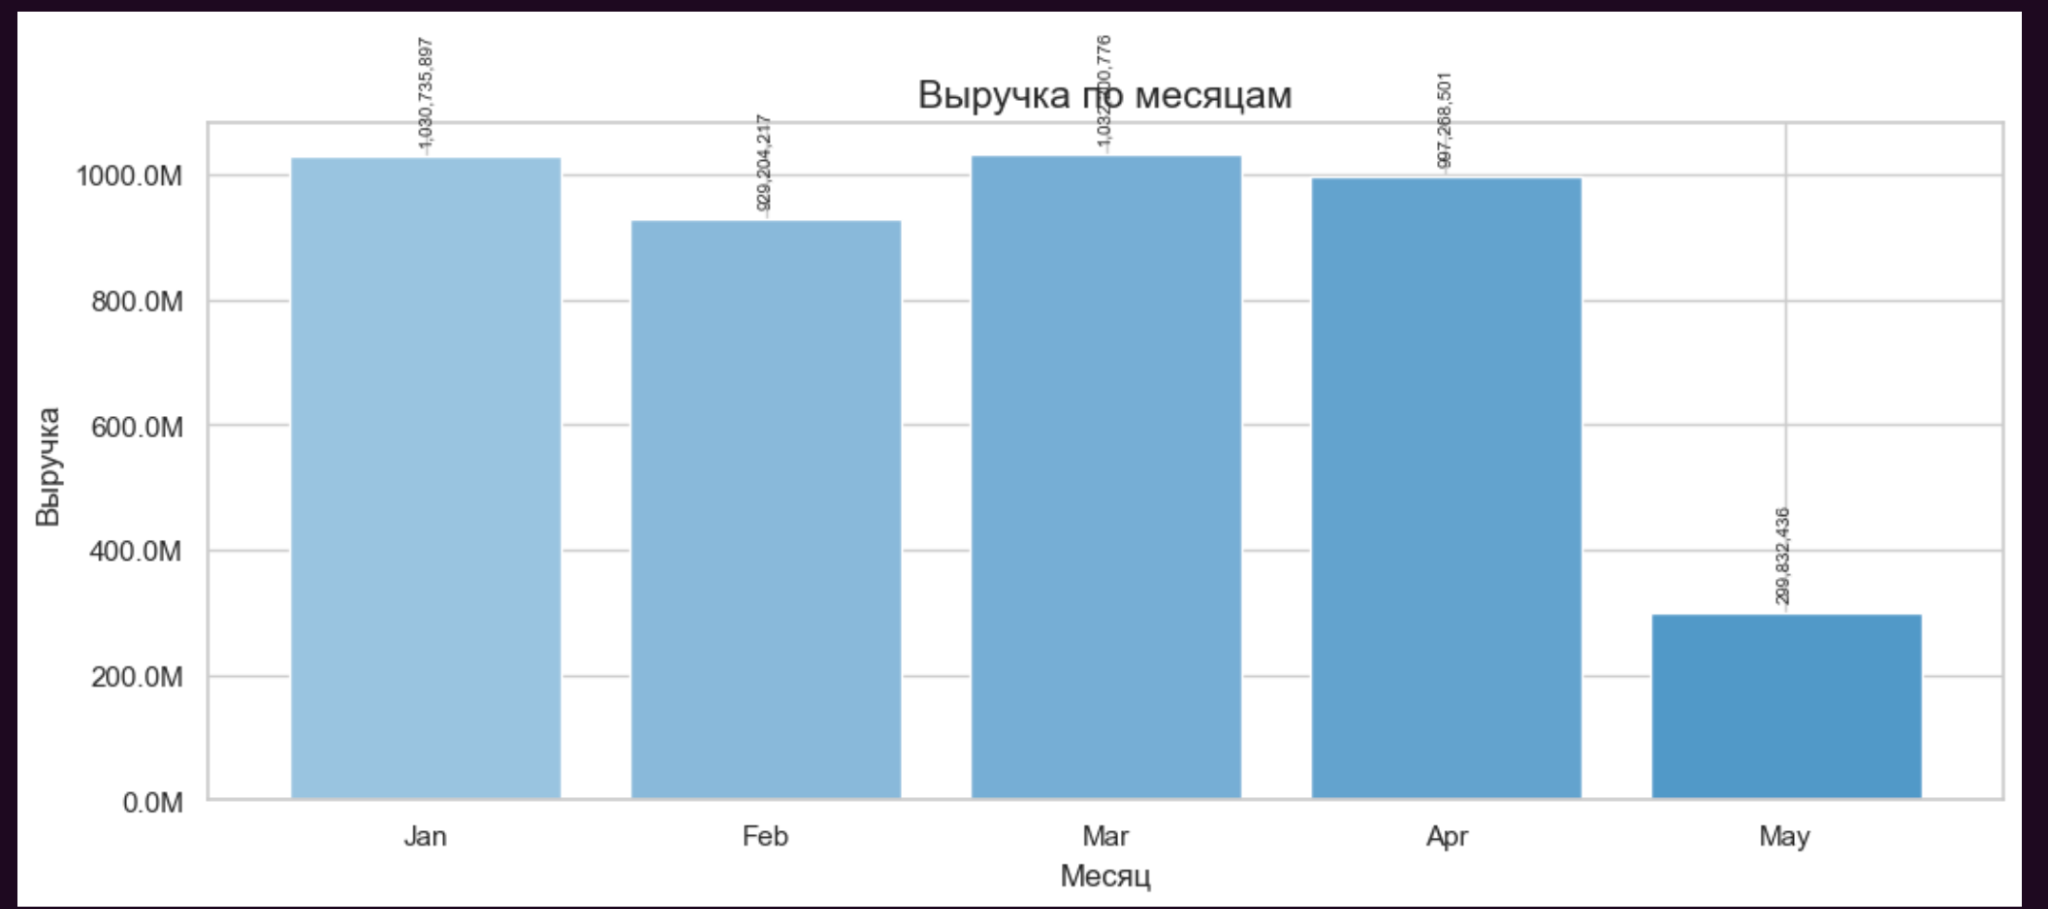 Выручка по месяцам
1,030,735,897
929,204,217
997,268,501
299,832,436
1000.0M
800.0M
600.0M
400.0M
200.0M
0.0M
Выручка
Jan Feb Mar Apr May
Месяц